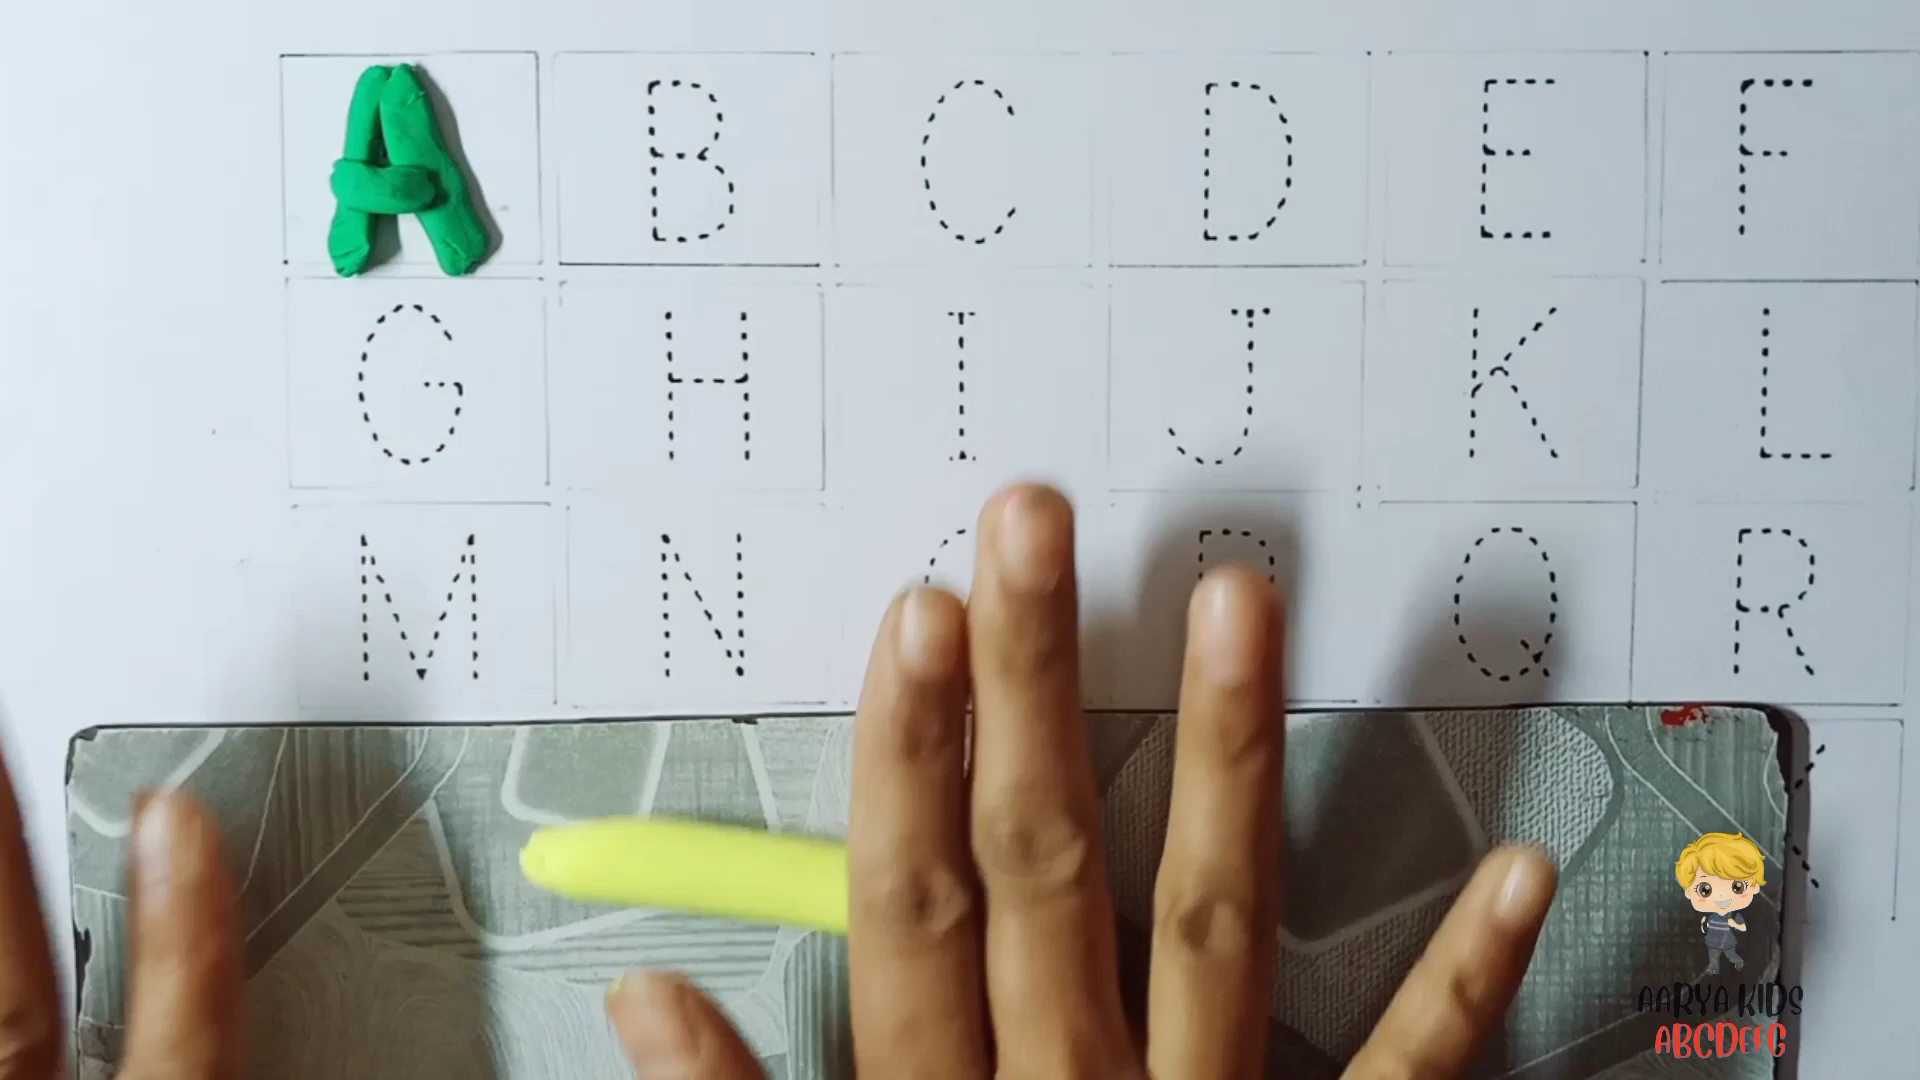 A B C D E F
G H I J K L
M N Q R
AARYA KIDS
ABCDEFG